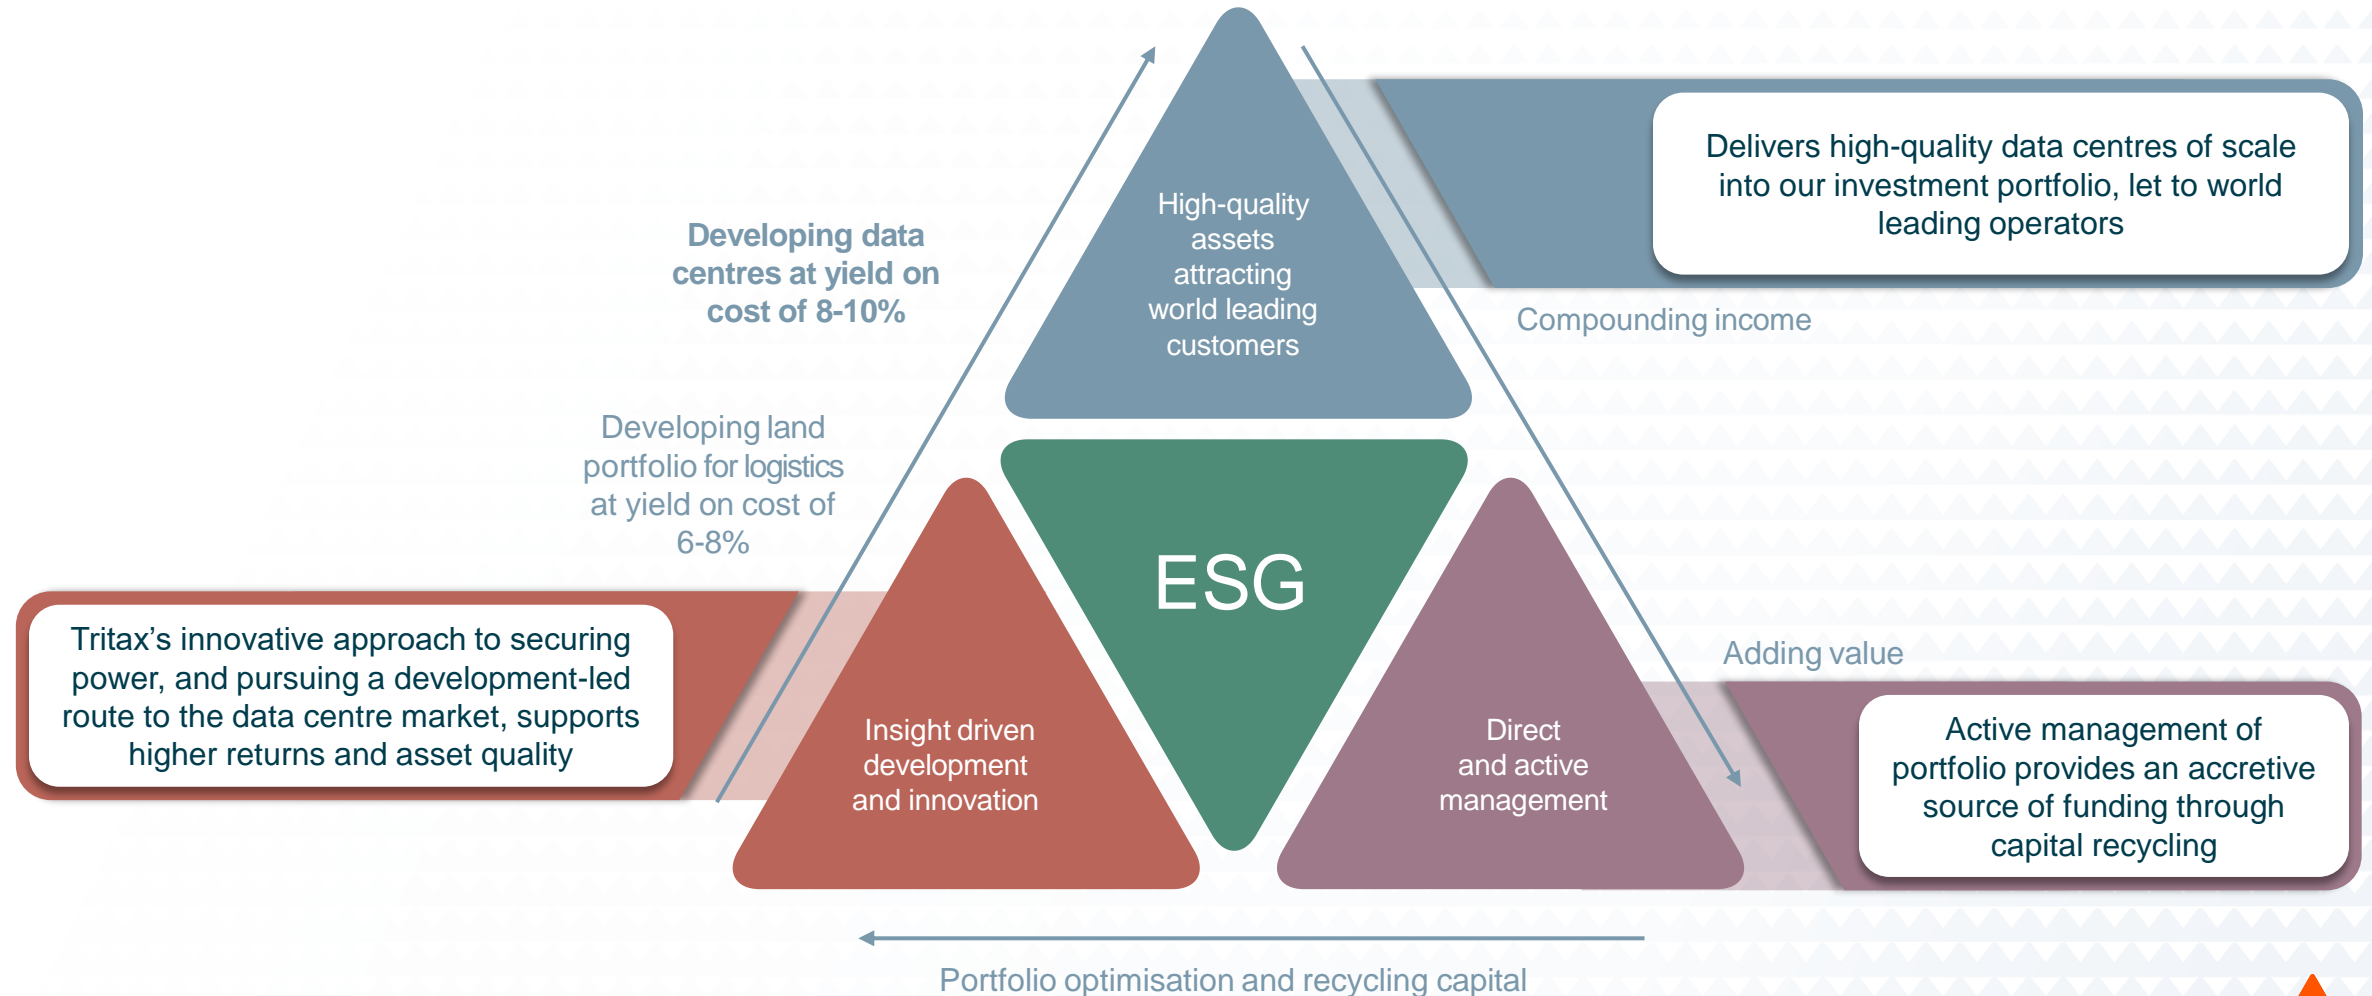 High-quality
assets
attracting
world leading
customers
Delivers high-quality data centres of scale
into our investment portfolio, let to world
leading operators
Developing data
centres at yield on
cost of 8-10%
Compounding income
Developing land
portfolio for logistics
at yield on cost of
6-8%
ESG
Tritax’s innovative approach to securing
power, and pursuing a development-led
route to the data centre market, supports
higher returns and asset quality
Insight driven
development
and innovation
Direct
and active
management
Adding value
Active management of
portfolio provides an accretive
source of funding through
capital recycling
Portfolio optimisation and recycling capital